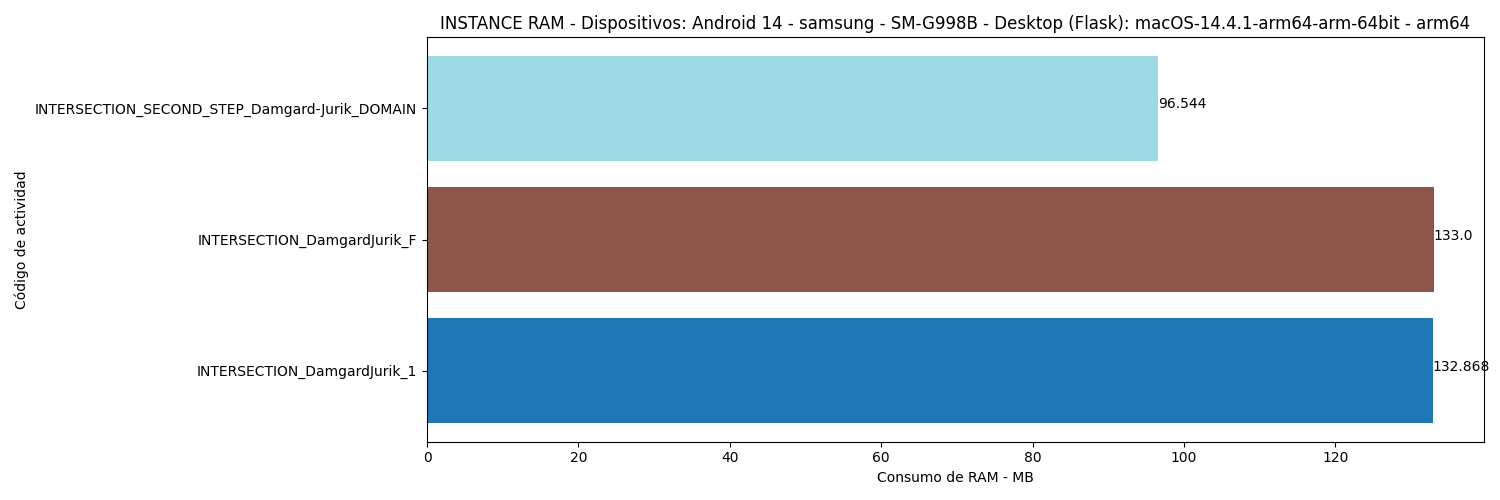 INSTANCE RAM - Dispositivos: Android 14 - samsung - SM-G998B - Desktop (Flask): macOS-14.4.1-arm64-arm-64bit - arm64
Código de actividad
INTERSECTION_SECOND_STEP_Damgard-Jurik_DOMAIN
96.544
INTERSECTION_DamgardJurik_F
133.0
INTERSECTION_DamgardJurik_1
132.868
0 20 40 60 80 100 120
Consumo de RAM - MB